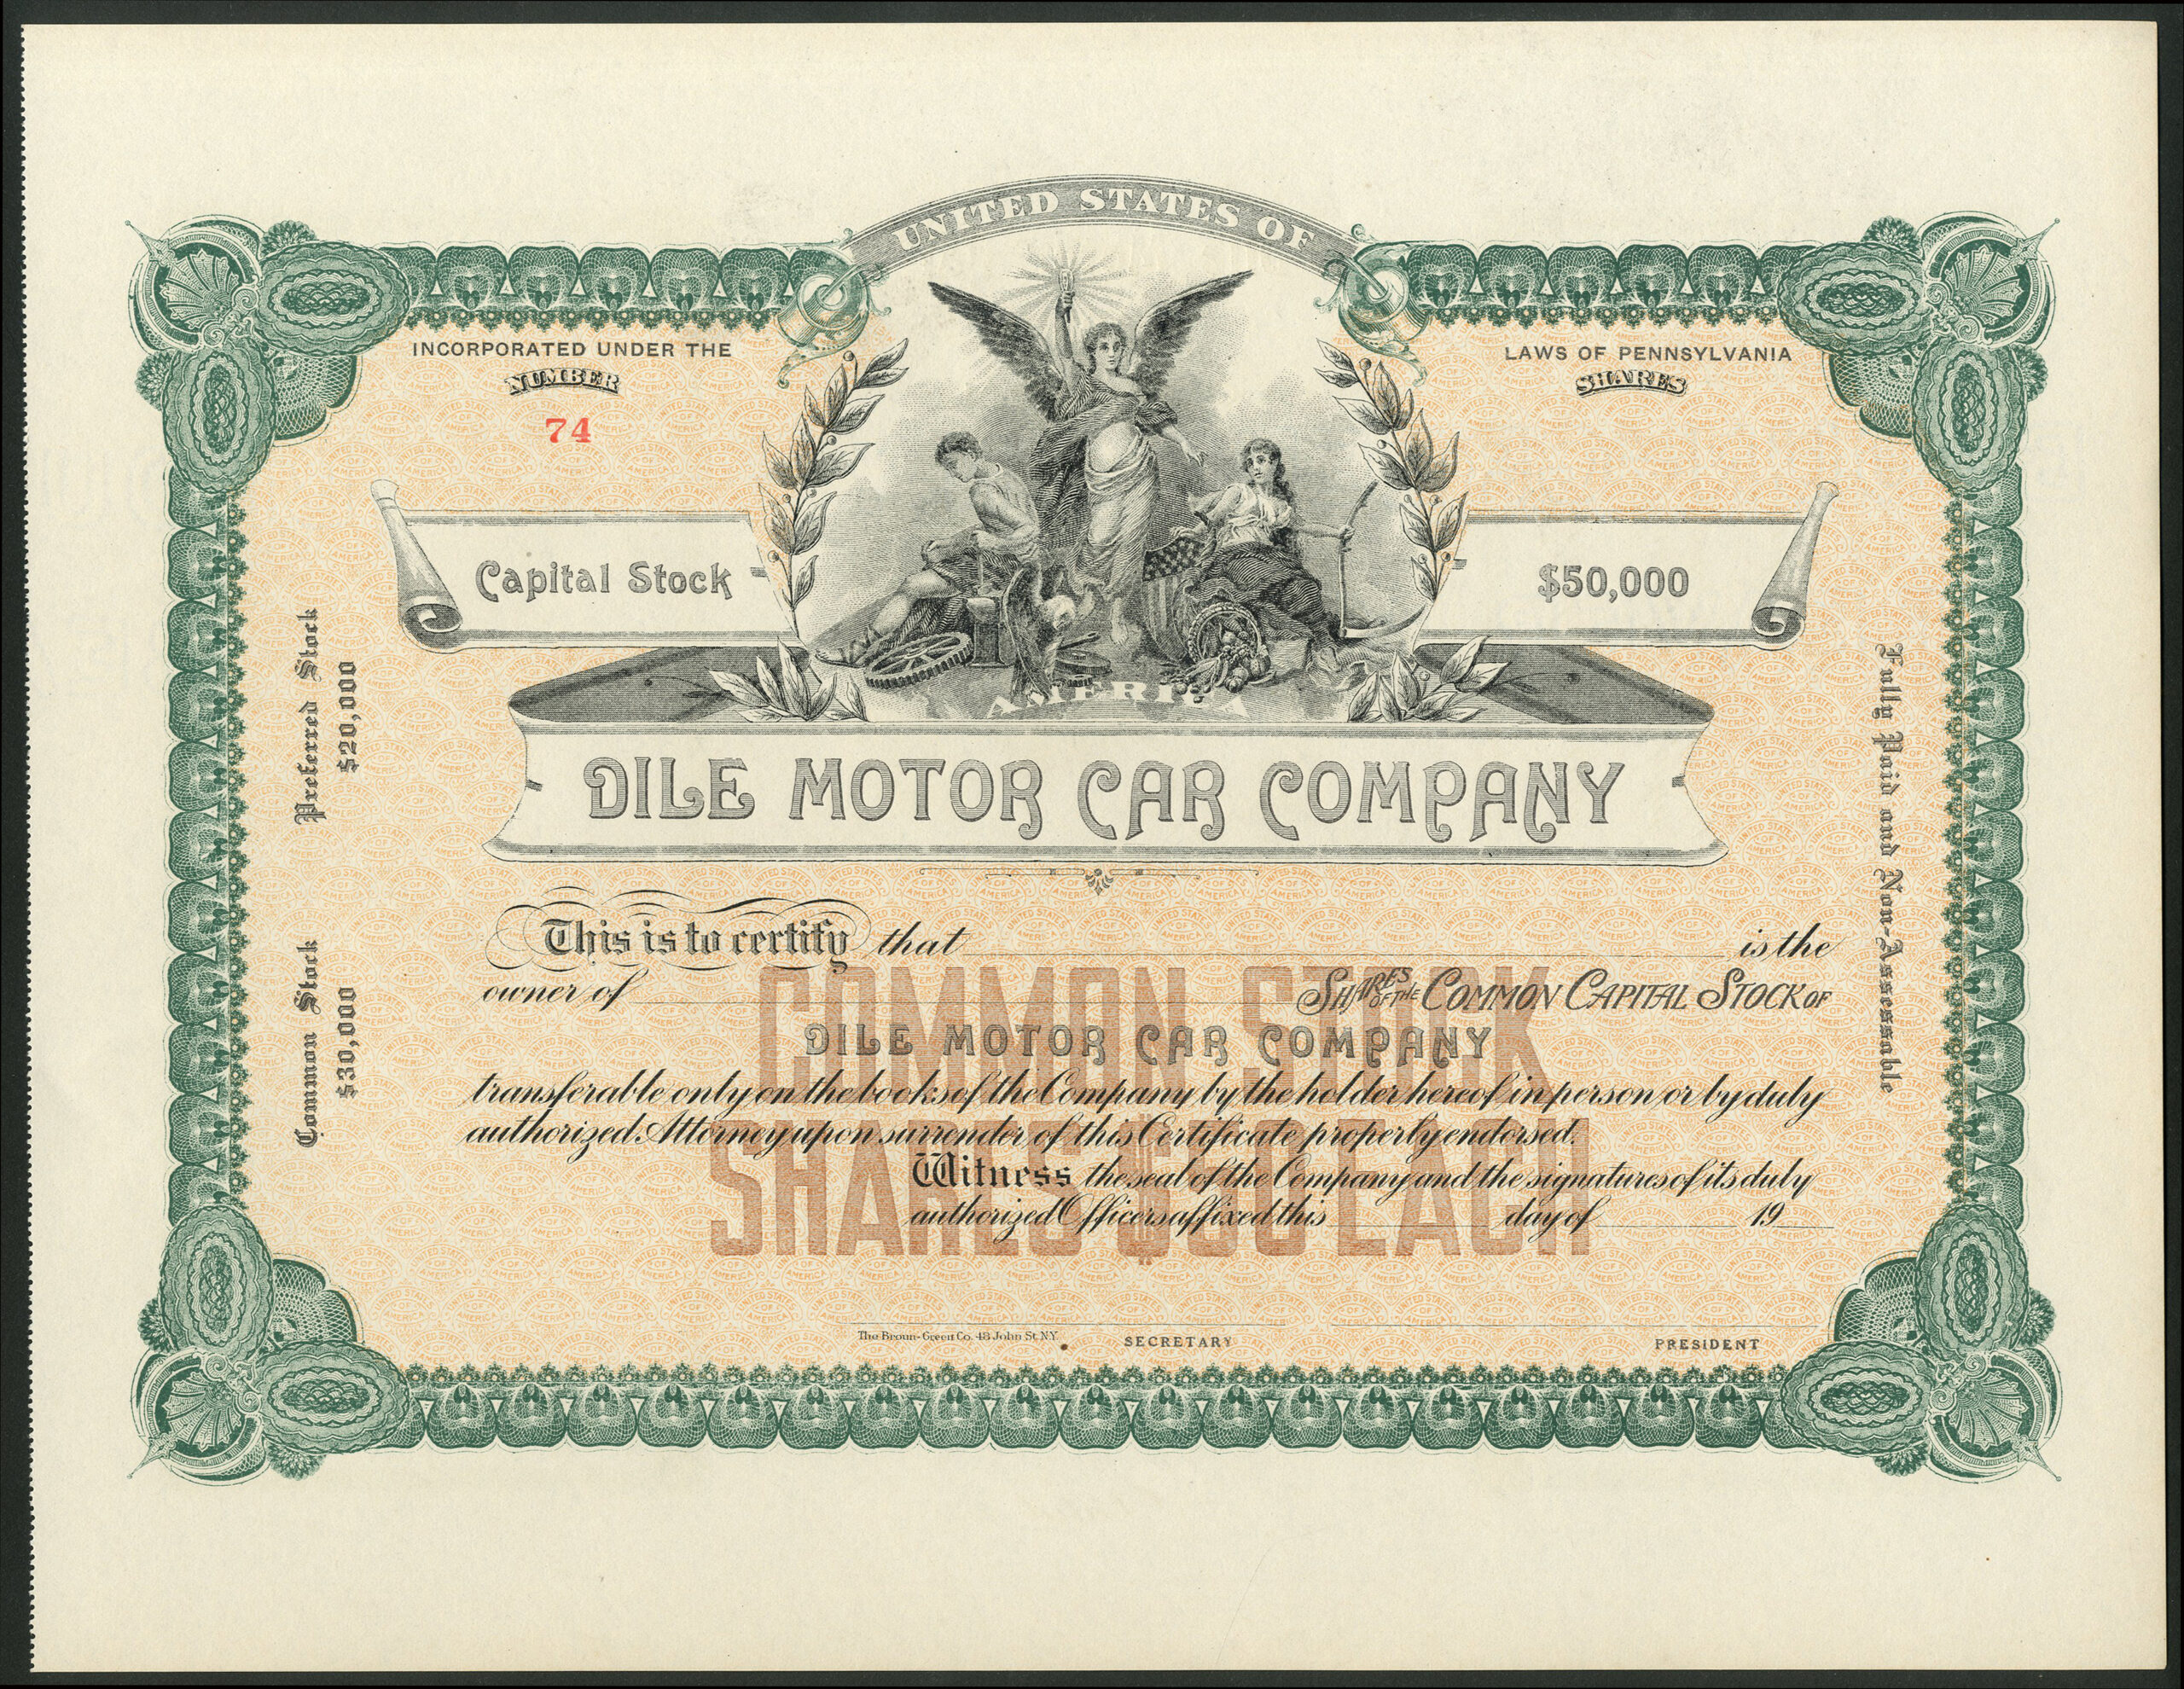 UNITED STATES OF
AMERICA
INCORPORATED UNDER THE
LAWS OF PENNSYLVANIA
NUMBER
SHARES
74
Capital Stock
$50,000
Preferred Stock
$20,000
Common Stock
$30,000
Fully Paid and Non-Assessable
DILE MOTOR CAR COMPANY
This is to certify that is the
owner of SHARES OF THE COMMON CAPITAL STOCK OF
DILE MOTOR CAR COMPANY
transferable only on the books of the Company by the holder hereof in person or by duly
authorized Attorney upon surrender of this Certificate properly endorsed.
Witness the seal of the Company and the signatures of its duly
authorized Officers affixed this day of 19
COMMON STOCK
SHARES $50 EACH
The Braun-Green Co. 48 John St. N.Y.
SECRETARY
PRESIDENT